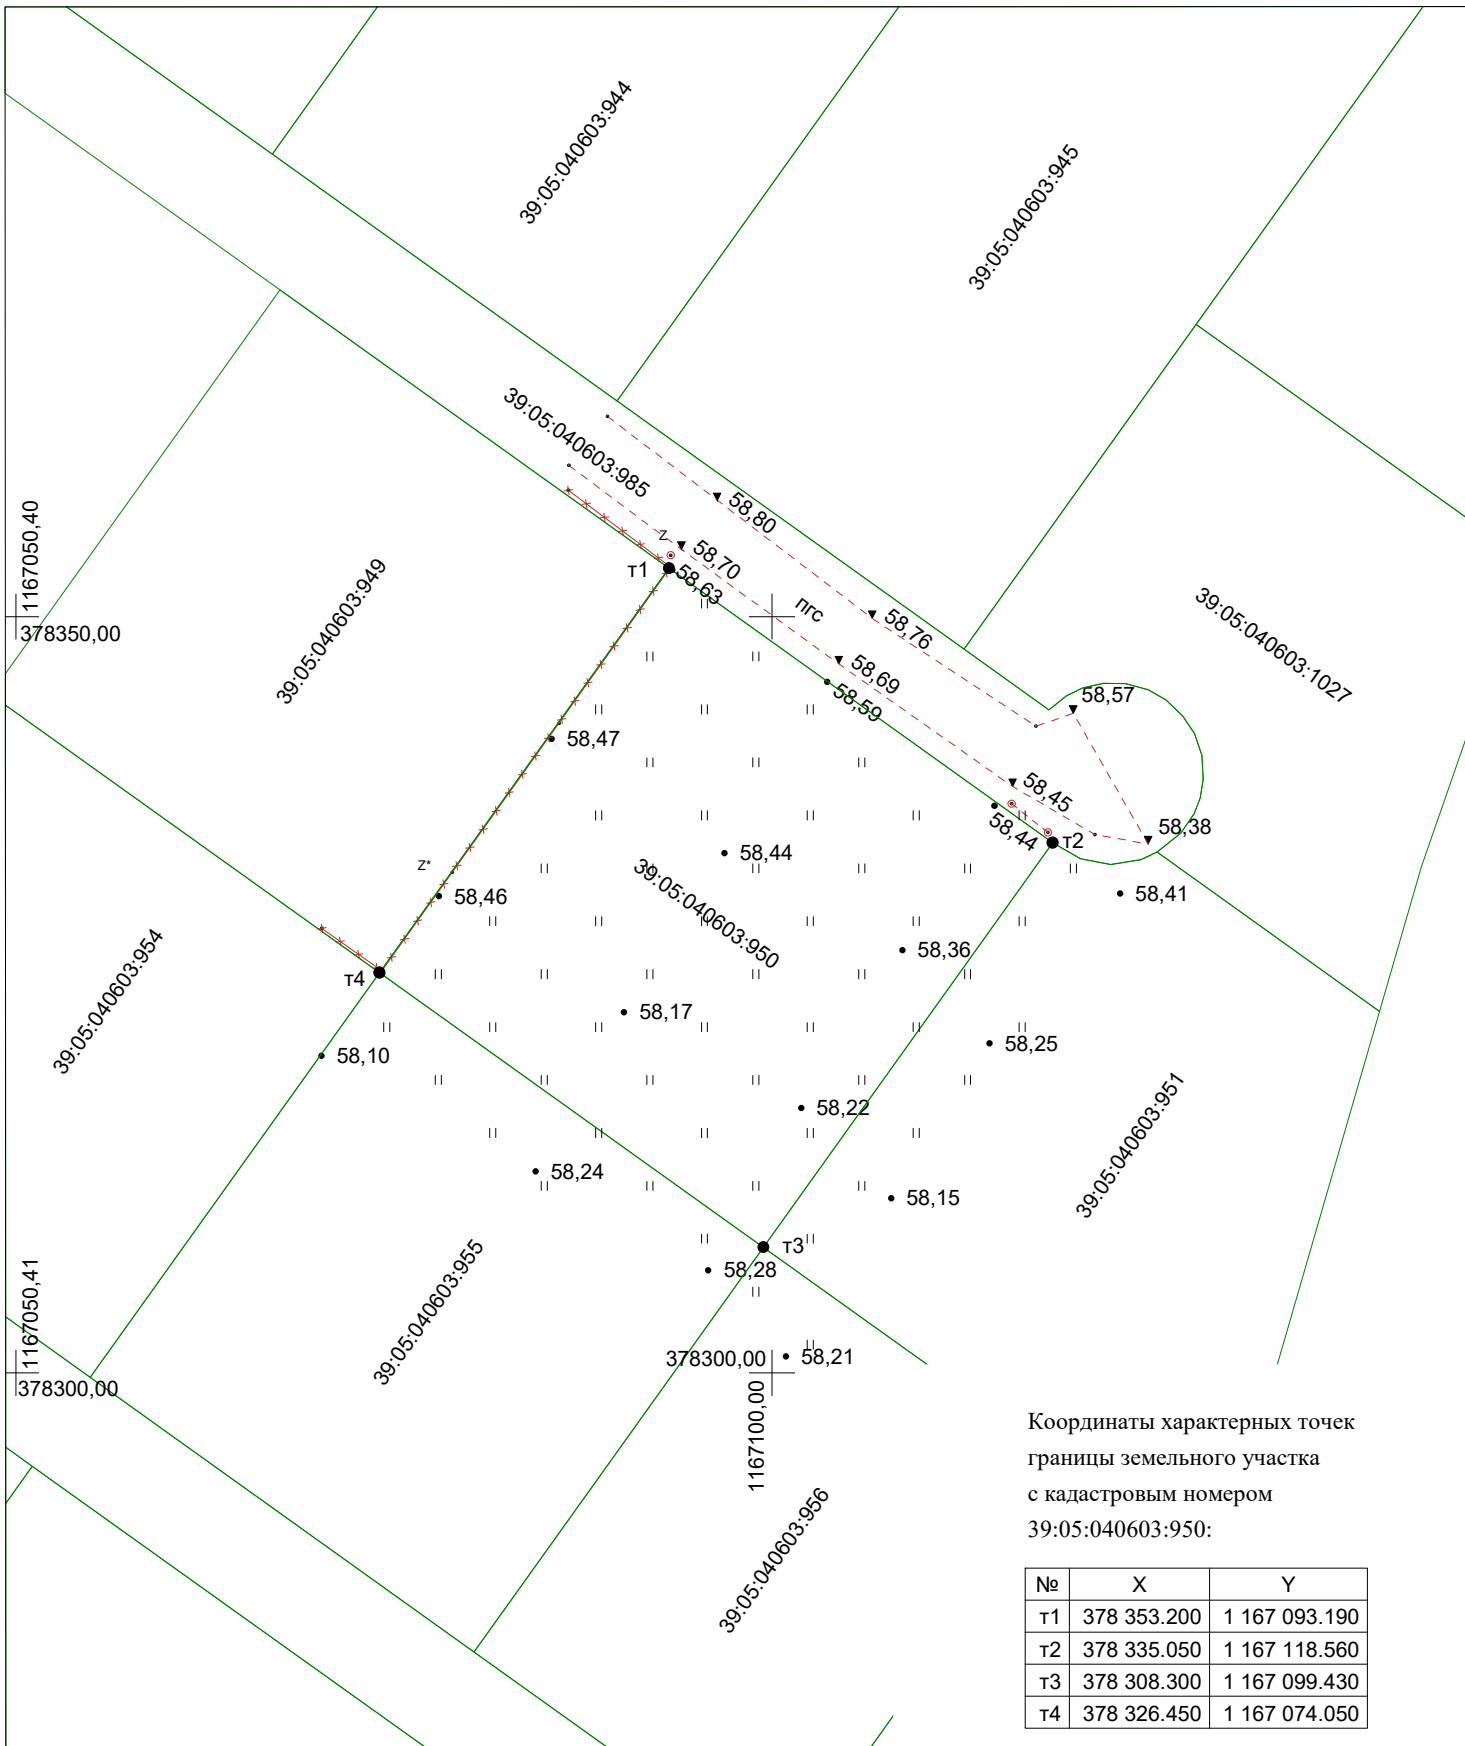 39:05:040603:944
39:05:040603:945
39:05:040603:985
58,80
1167050,40
378350,00
z
58,70
т1
58,63
39:05:040603:949
пгс
58,76
39:05:040603:1027
58,69
58,59
58,57
58,47
58,45
58,44
т2
58,38
z*
58,46
58,44
39:05:040603:950
58,41
58,36
39:05:040603:954
т4
58,17
58,10
58,25
39:05:040603:951
58,22
58,24
58,15
т3
58,28
39:05:040603:955
1167050,41
378300,00
378300,00
58,21
1167100,00
39:05:040603:956
Координаты характерных точек
границы земельного участка
с кадастровым номером
39:05:040603:950:
№ X Y
т1 378 353.200 1 167 093.190
т2 378 335.050 1 167 118.560
т3 378 308.300 1 167 099.430
т4 378 326.450 1 167 074.050